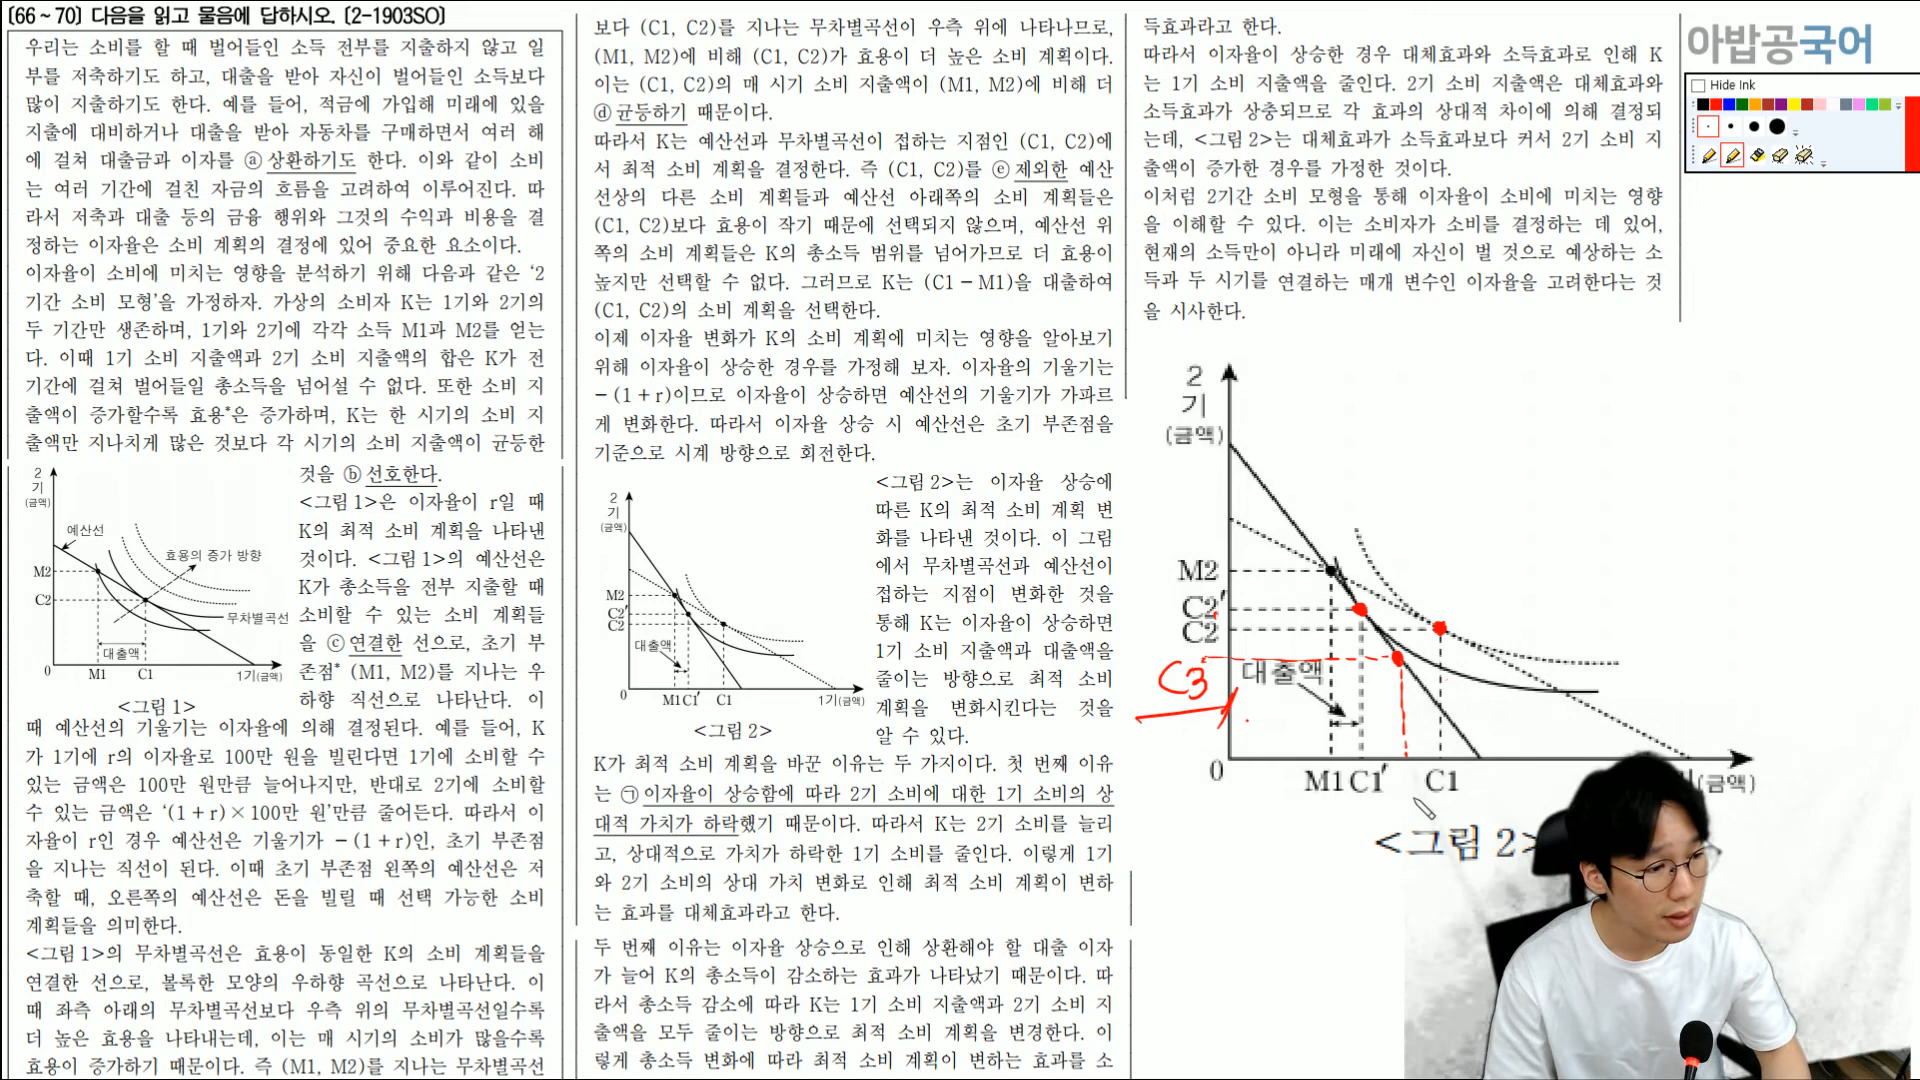 [66～70] 다음을 읽고 물음에 답하시오. [2-1903SO]
우리는 소비를 할 때 벌어들인 소득 전부를 지출하지 않고 일
부를 저축하기도 하고, 대출을 받아 자신이 벌어들인 소득보다
많이 지출하기도 한다. 예를 들어, 적금에 가입해 미래에 있을
지출에 대비하거나 대출을 받아 자동차를 구매하면서 여러 해
에 걸쳐 대출금과 이자를 ⓐ 상환하기도 한다. 이와 같이 소비
는 여러 기간에 걸친 자금의 흐름을 고려하여 이루어진다. 따
라서 저축과 대출 등의 금융 행위와 그것의 수익과 비용을 결
정하는 이자율은 소비 계획의 결정에 있어 중요한 요소이다.
이자율이 소비에 미치는 영향을 분석하기 위해 다음과 같은 ‘2
기간 소비 모형’을 가정하자. 가상의 소비자 K는 1기와 2기의
두 기간만 생존하며, 1기와 2기에 각각 소득 M1과 M2를 얻는
다. 이때 1기 소비 지출액과 2기 소비 지출액의 합은 K가 전
기간에 걸쳐 벌어들일 총소득을 넘어설 수 없다. 또한 소비 지
출액이 증가할수록 효용*은 증가하며, K는 한 시기의 소비 지
출액만 지나치게 많은 것보다 각 시기의 소비 지출액이 균등한
것을 ⓑ 선호한다.
<그림 1>은 이자율이 r일 때
K의 최적 소비 계획을 나타낸
것이다. <그림 1>의 예산선은
K가 총소득을 전부 지출할 때
소비할 수 있는 소비 계획들
을 ⓒ 연결한 선으로, 초기 부
존점* (M1, M2)를 지나는 우
하향 직선으로 나타난다. 이
2
기
(금액)
예산선
효용의 증가 방향
M2
C2
무차별곡선
대출액
0
M1
C1
1기(금액)
<그림 1>
때 예산선의 기울기는 이자율에 의해 결정된다. 예를 들어, K
가 1기에 r의 이자율로 100만 원을 빌린다면 1기에 소비할 수
있는 금액은 100만 원만큼 늘어나지만, 반대로 2기에 소비할
수 있는 금액은 ‘(1+r)×100만 원’만큼 줄어든다. 따라서 이
자율이 r인 경우 예산선은 기울기가 －(1+r)인, 초기 부존점
을 지나는 직선이 된다. 이때 초기 부존점 왼쪽의 예산선은 저
축할 때, 오른쪽의 예산선은 돈을 빌릴 때 선택 가능한 소비
계획들을 의미한다.
<그림 1>의 무차별곡선은 효용이 동일한 K의 소비 계획들을
연결한 선으로, 볼록한 모양의 우하향 곡선으로 나타난다. 이
때 좌측 아래의 무차별곡선보다 우측 위의 무차별곡선일수록
더 높은 효용을 나타내는데, 이는 매 시기의 소비가 많을수록
효용이 증가하기 때문이다. 즉 (M1, M2)를 지나는 무차별곡선
보다 (C1, C2)를 지나는 무차별곡선이 우측 위에 나타나므로,
(M1, M2)에 비해 (C1, C2)가 효용이 더 높은 소비 계획이다.
이는 (C1, C2)의 매 시기 소비 지출액이 (M1, M2)에 비해 더
ⓓ 균등하기 때문이다.
따라서 K는 예산선과 무차별곡선이 접하는 지점인 (C1, C2)에
서 최적 소비 계획을 결정한다. 즉 (C1, C2)를 ⓔ 제외한 예산
선상의 다른 소비 계획들과 예산선 아래쪽의 소비 계획들은
(C1, C2)보다 효용이 작기 때문에 선택되지 않으며, 예산선 위
쪽의 소비 계획들은 K의 총소득 범위를 넘어가므로 더 효용이
높지만 선택할 수 없다. 그러므로 K는 (C1－M1)을 대출하여
(C1, C2)의 소비 계획을 선택한다.
이제 이자율 변화가 K의 소비 계획에 미치는 영향을 알아보기
위해 이자율이 상승한 경우를 가정해 보자. 이자율의 기울기는
－(1+r)이므로 이자율이 상승하면 예산선의 기울기가 가파르
게 변화한다. 따라서 이자율 상승 시 예산선은 초기 부존점을
기준으로 시계 방향으로 회전한다.
<그림 2>는 이자율 상승에
따른 K의 최적 소비 계획 변
화를 나타낸 것이다. 이 그림
에서 무차별곡선과 예산선이
접하는 지점이 변화한 것을
통해 K는 이자율이 상승하면
1기 소비 지출액과 대출액을
줄이는 방향으로 최적 소비
계획을 변화시킨다는 것을
알 수 있다.
2
기
(금액)
M2
C2′
C2
대출액
0
M1
C1′
C1
1기(금액)
<그림 2>
K가 최적 소비 계획을 바꾼 이유는 두 가지이다. 첫 번째 이유
는 ㉠ 이자율이 상승함에 따라 2기 소비에 대한 1기 소비의 상
대적 가치가 하락했기 때문이다. 따라서 K는 2기 소비를 늘리
고, 상대적으로 가치가 하락한 1기 소비를 줄인다. 이렇게 1기
와 2기 소비의 상대 가치 변화로 인해 최적 소비 계획이 변하
는 효과를 대체효과라고 한다.
두 번째 이유는 이자율 상승으로 인해 상환해야 할 대출 이자
가 늘어 K의 총소득이 감소하는 효과가 나타났기 때문이다. 따
라서 총소득 감소에 따라 K는 1기 소비 지출액과 2기 소비 지
출액을 모두 줄이는 방향으로 최적 소비 계획을 변경한다. 이
렇게 총소득 변화에 따라 최적 소비 계획이 변하는 효과를 소
득효과라고 한다.
따라서 이자율이 상승한 경우 대체효과와 소득효과로 인해 K
는 1기 소비 지출액을 줄인다. 2기 소비 지출액은 대체효과와
소득효과가 상충되므로 각 효과의 상대적 차이에 의해 결정되
는데, <그림 2>는 대체효과가 소득효과보다 커서 2기 소비 지
출액이 증가한 경우를 가정한 것이다.
이처럼 2기간 소비 모형을 통해 이자율이 소비에 미치는 영향
을 이해할 수 있다. 이는 소비자가 소비를 결정하는 데 있어,
현재의 소득만이 아니라 미래에 자신이 벌 것으로 예상하는 소
득과 두 시기를 연결하는 매개 변수인 이자율을 고려한다는 것
을 시사한다.
2
기
(금액)
M2
C2′
C2
C3
대출액
0
M1
C1′
C1
(금액)
<그림 2>
아밥공국어
Hide Ink